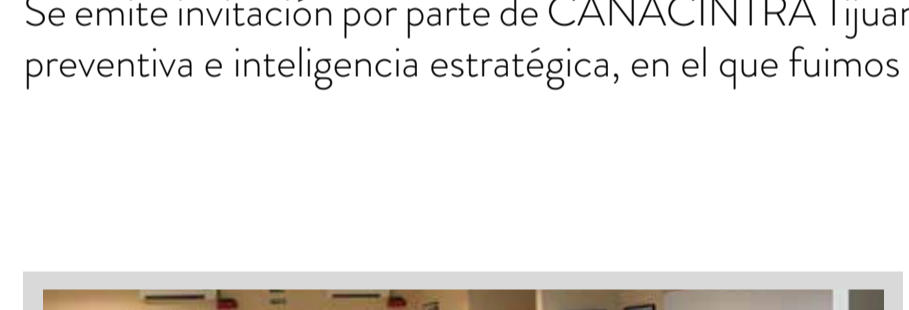 Se emite invitación por parte de CANACINTRA
preventiva e inteligencia estratégica, en el que fuimos